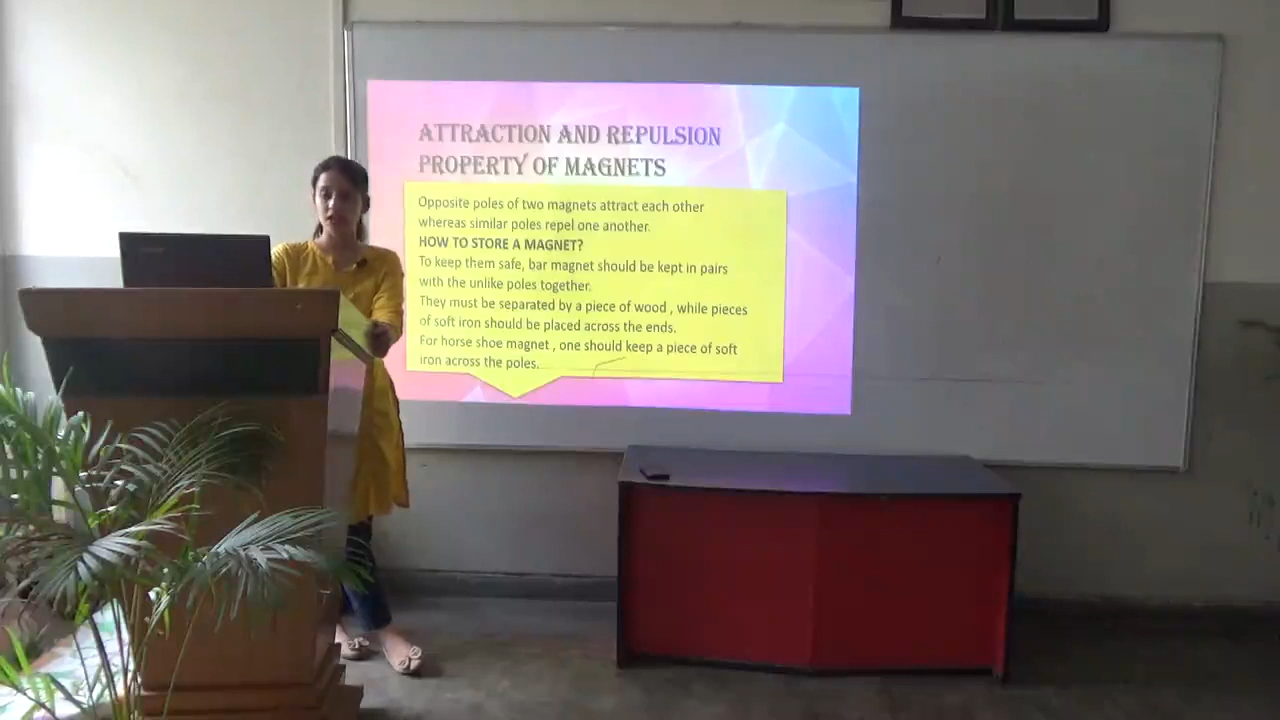 ATTRACTION AND REPULSION
PROPERTY OF MAGNETS
Opposite poles of two magnets attract each other
whereas similar poles repel one another.
HOW TO STORE A MAGNET?
To keep them safe, bar magnet should be kept in pairs
with the unlike poles together.
They must be separated by a piece of wood , while pieces
of soft iron should be placed across the ends.
For horse shoe magnet , one should keep a piece of soft
iron across the poles.